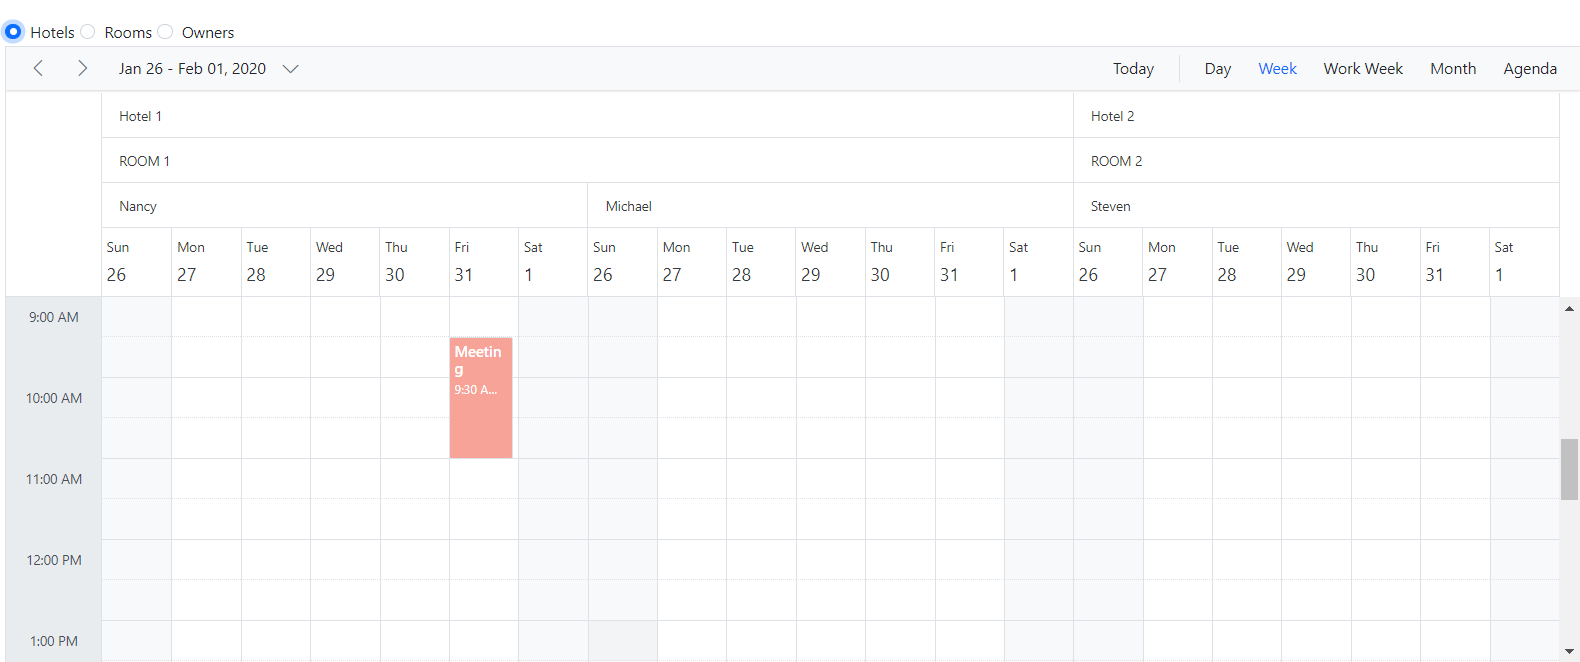 Hotels Rooms Owners
Jan 26 - Feb 01, 2020 Today Day Week Work Week Month Agenda
Hotel 1 Hotel 2
ROOM 1 ROOM 2
Nancy Michael Steven
Sun Mon Tue Wed Thu Fri Sat Sun Mon Tue Wed Thu Fri Sat Sun Mon Tue Wed Thu Fri Sat
26 27 28 29 30 31 1 26 27 28 29 30 31 1 26 27 28 29 30 31 1
9:00 AM
Meetin
g
9:30 A...
10:00 AM
11:00 AM
12:00 PM
1:00 PM